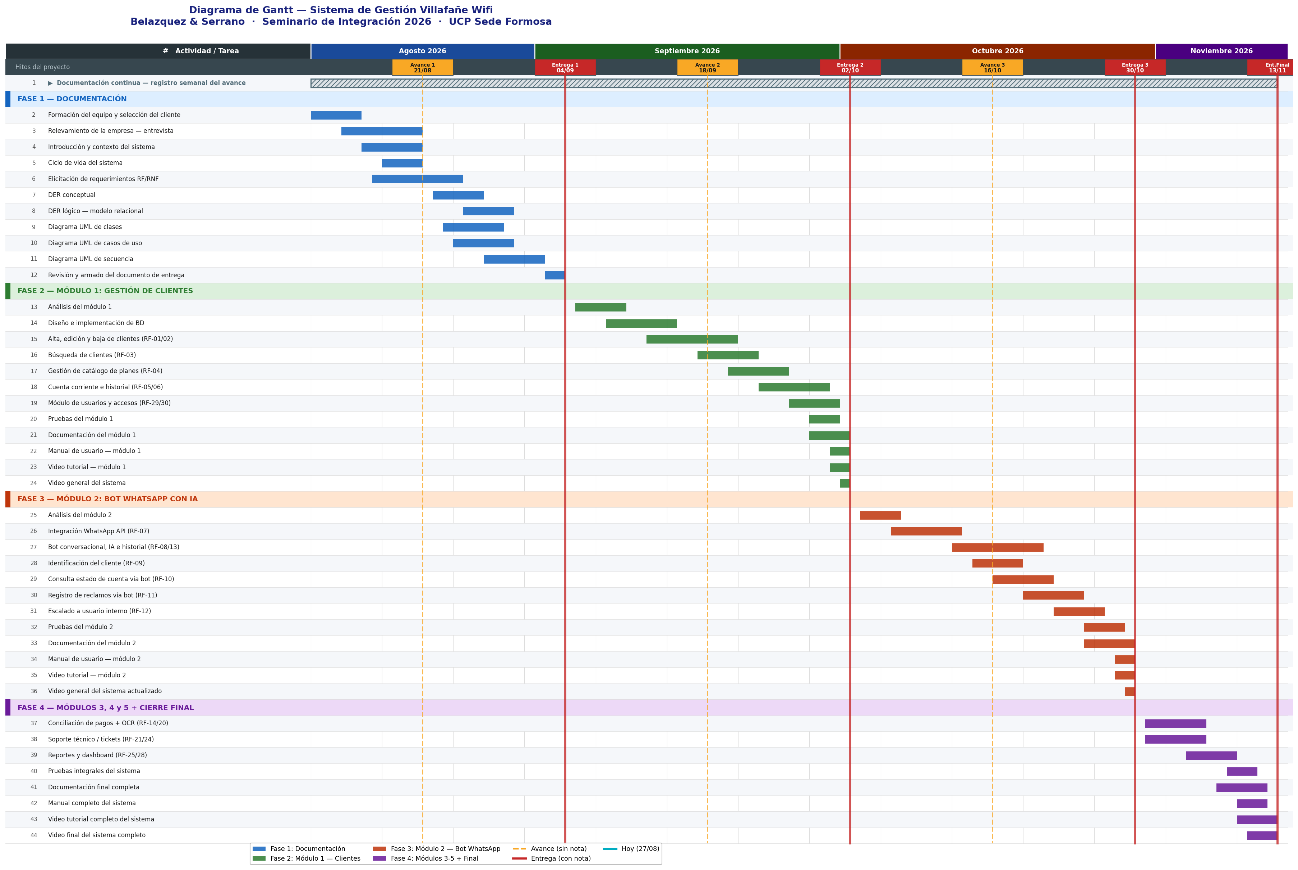 Diagrama de Gantt — Sistema de Gestión Villafañe Wifi
Belazquez & Serrano · Seminario de Integración 2026 · UCP Sede Formosa
# Actividad / Tarea Agosto 2026 Septiembre 2026 Octubre 2026 Noviembre 2026
Hitos del proyecto
Avance 1
21/08
Entrega 1
04/09
Avance 2
18/09
Entrega 2
02/10
Avance 3
16/10
Entrega 3
30/10
Ent.Final
13/11
1 ▶ Documentación continua — registro semanal del avance
FASE 1 — DOCUMENTACIÓN
2 Formación del equipo y selección del cliente
3 Relevamiento de la empresa — entrevista
4 Introducción y contexto del sistema
5 Ciclo de vida del sistema
6 Elicitación de requerimientos RF/RNF
7 DER conceptual
8 DER lógico — modelo relacional
9 Diagrama UML de clases
10 Diagrama UML de casos de uso
11 Diagrama UML de secuencia
12 Revisión y armado del documento de entrega
FASE 2 — MÓDULO 1: GESTIÓN DE CLIENTES
13 Análisis del módulo 1
14 Diseño e implementación de BD
15 Alta, edición y baja de clientes (RF-01/02)
16 Búsqueda de clientes (RF-03)
17 Gestión de catálogo de planes (RF-04)
18 Cuenta corriente e historial (RF-05/06)
19 Módulo de usuarios y accesos (RF-29/30)
20 Pruebas del módulo 1
21 Documentación del módulo 1
22 Manual de usuario — módulo 1
23 Video tutorial — módulo 1
24 Video general del sistema
FASE 3 — MÓDULO 2: BOT WHATSAPP CON IA
25 Análisis del módulo 2
26 Integración WhatsApp API (RF-07)
27 Bot conversacional, IA e historial (RF-08/13)
28 Identificación del cliente (RF-09)
29 Consulta estado de cuenta vía bot (RF-10)
30 Registro de reclamos vía bot (RF-11)
31 Escalado a usuario interno (RF-12)
32 Pruebas del módulo 2
33 Documentación del módulo 2
34 Manual de usuario — módulo 2
35 Video tutorial — módulo 2
36 Video general del sistema actualizado
FASE 4 — MÓDULOS 3, 4 y 5 + CIERRE FINAL
37 Conciliación de pagos + OCR (RF-14/20)
38 Soporte técnico / tickets (RF-21/24)
39 Reportes y dashboard (RF-25/28)
40 Pruebas integrales del sistema
41 Documentación final completa
42 Manual completo del sistema
43 Video tutorial completo del sistema
44 Video final del sistema completo
Fase 1: Documentación Fase 3: Módulo 2 — Bot WhatsApp Avance (sin nota) Hoy (27/08)
Fase 2: Módulo 1 — Clientes Fase 4: Módulos 3-5 + Final Entrega (con nota)